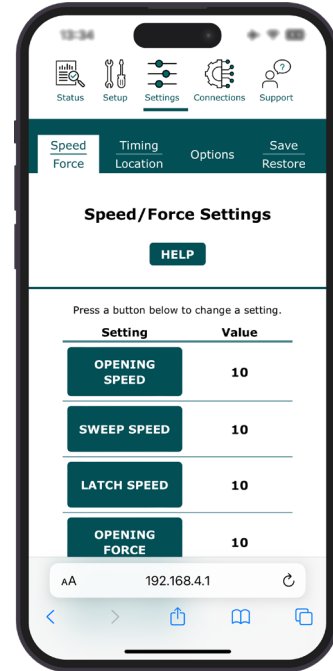 13:34
Status Setup Settings Connections Support
Speed Timing Options Save
Force Location Restore
Speed/Force Settings
HELP
Press a button below to change a setting.
Setting Value
OPENING
SPEED 10
SWEEP SPEED 10
LATCH SPEED 10
OPENING
FORCE 10
AA 192.168.4.1